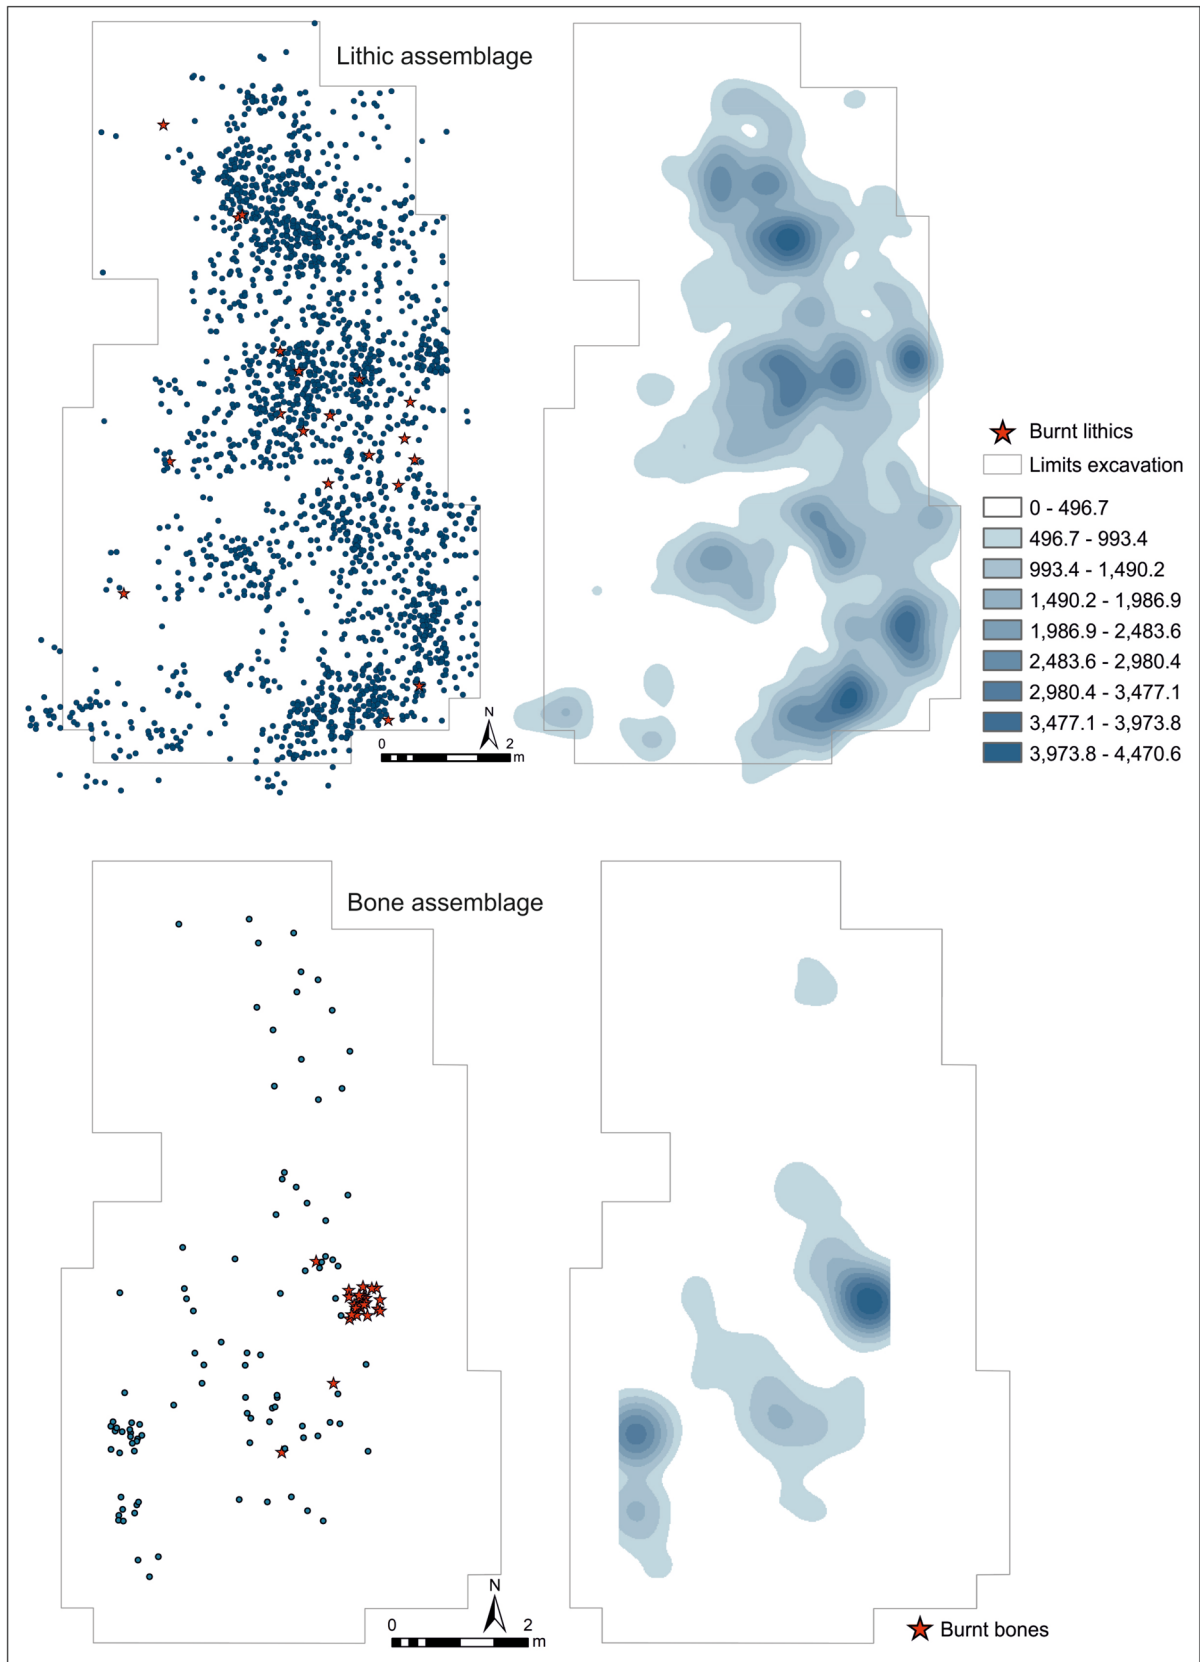 Lithic assemblage
N
0 2
m
Burnt lithics
Limits excavation
0 - 496.7
496.7 - 993.4
993.4 - 1,490.2
1,490.2 - 1,986.9
1,986.9 - 2,483.6
2,483.6 - 2,980.4
2,980.4 - 3,477.1
3,477.1 - 3,973.8
3,973.8 - 4,470.6
Bone assemblage
N
0 2
m
Burnt bones